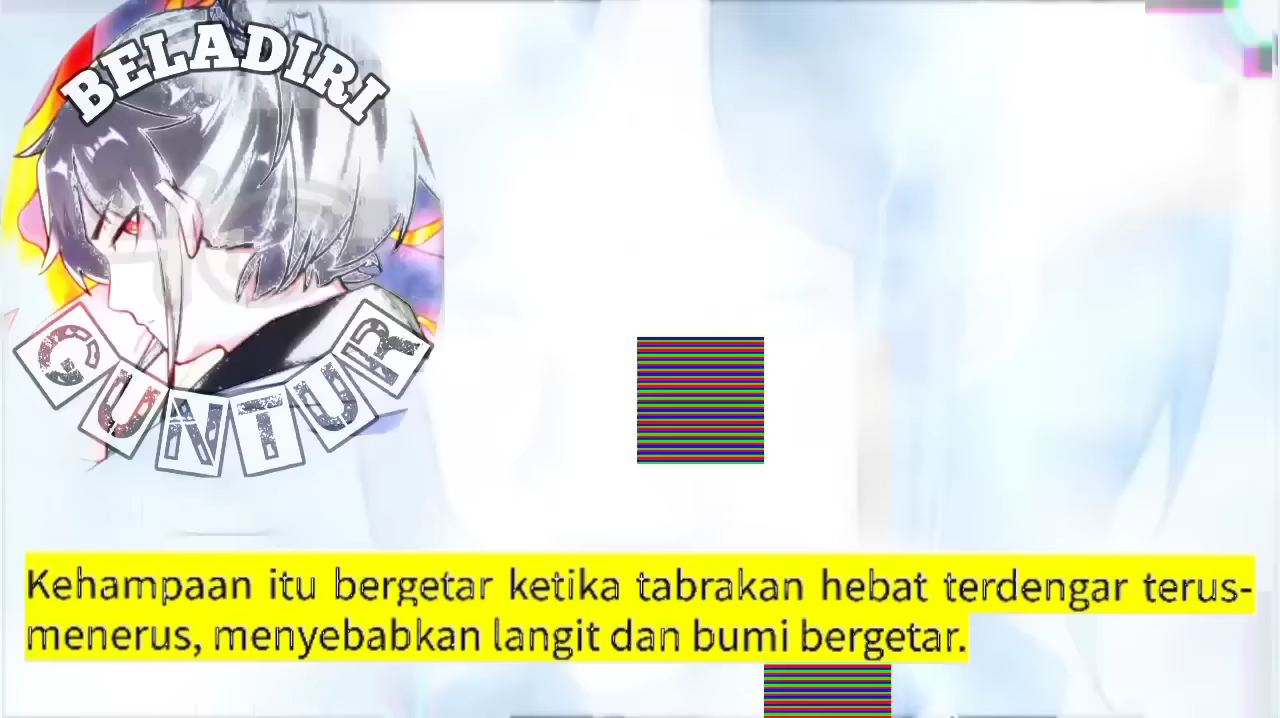 BELADIRI
GUNTUR
Kehampaan itu bergetar ketika tabrakan hebat terdengar terus-
menerus, menyebabkan langit dan bumi bergetar.